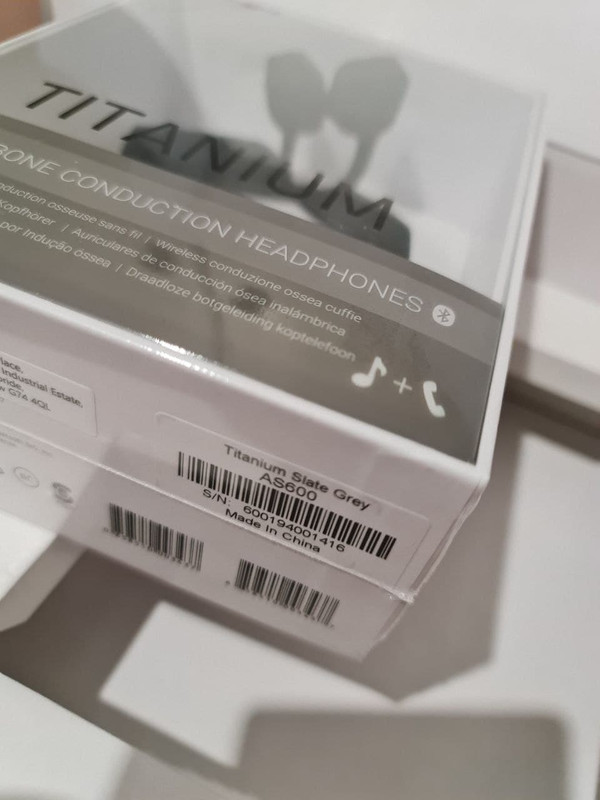 TITANIUM
BONE CONDUCTION HEADPHONES
osseuse sans fil | Wireless conduzione ossea cuffie
Kopfhörer | Auriculares de conducción ósea inalámbrica
por Indução óssea | Draadloze botgeleiding koptelefoon
+
Industrial Estate,
G74 4QL
Titanium Slate Grey
AS600
S/N: 600194001416
Made In China